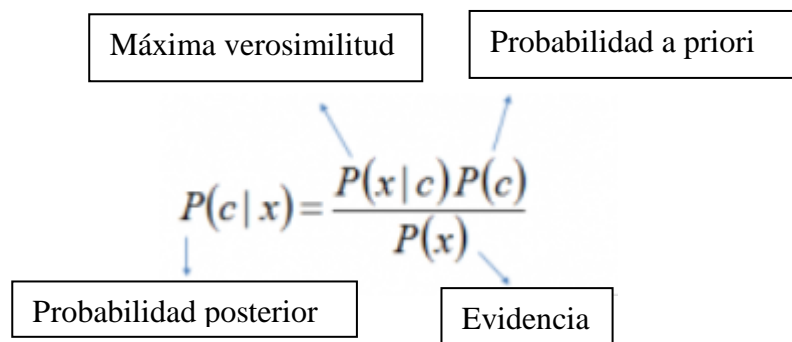 Máxima verosimilitud
Probabilidad a priori
P(c | x) = P(x | c)P(c) / P(x)
Probabilidad posterior
Evidencia